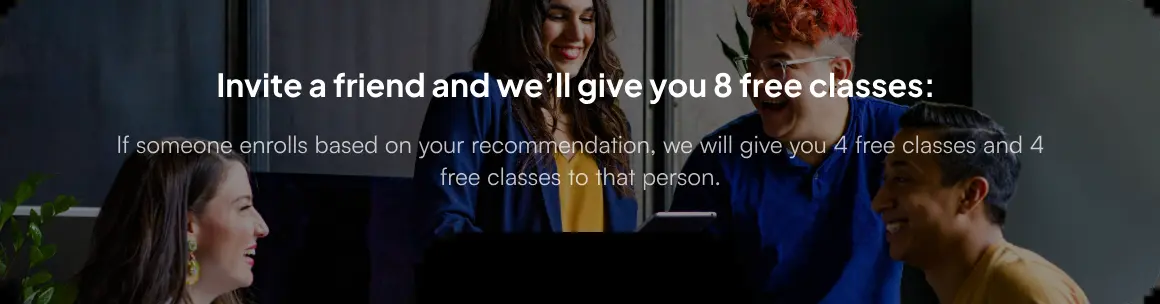 Invite a friend and we’ll give you 8 free classes:
If someone enrolls based on your recommendation, we will give you 4 free classes and 4
free classes to that person.